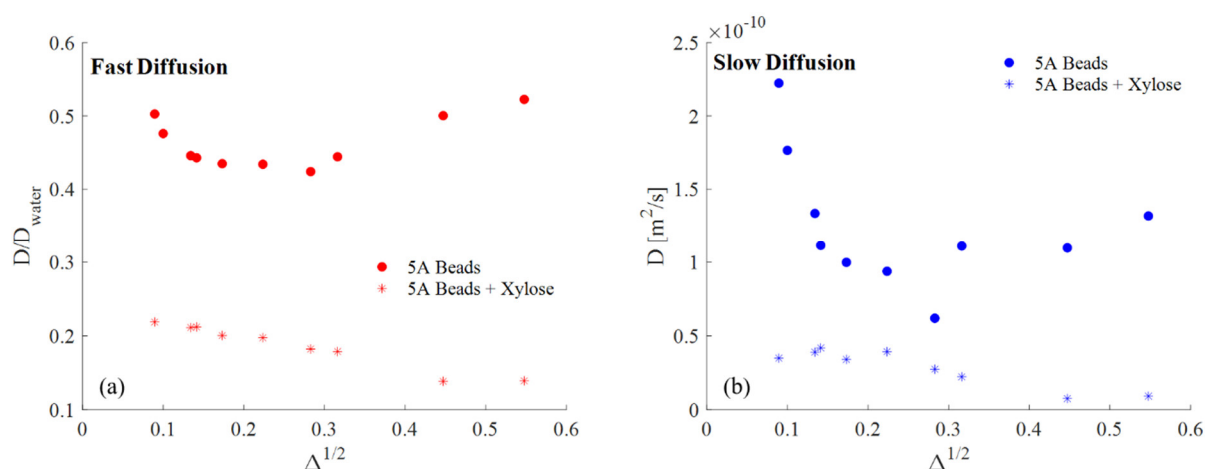 Fast Diffusion
5A Beads
5A Beads + Xylose
(a)
D/D_water
0.6
0.5
0.4
0.3
0.2
0.1
0
0.1
0.2
0.3
0.4
0.5
0.6
Δ^1/2
×10^-10
Slow Diffusion
5A Beads
5A Beads + Xylose
(b)
D [m^2/s]
2.5
2
1.5
1
0.5
0
0
0.1
0.2
0.3
0.4
0.5
0.6
Δ^1/2